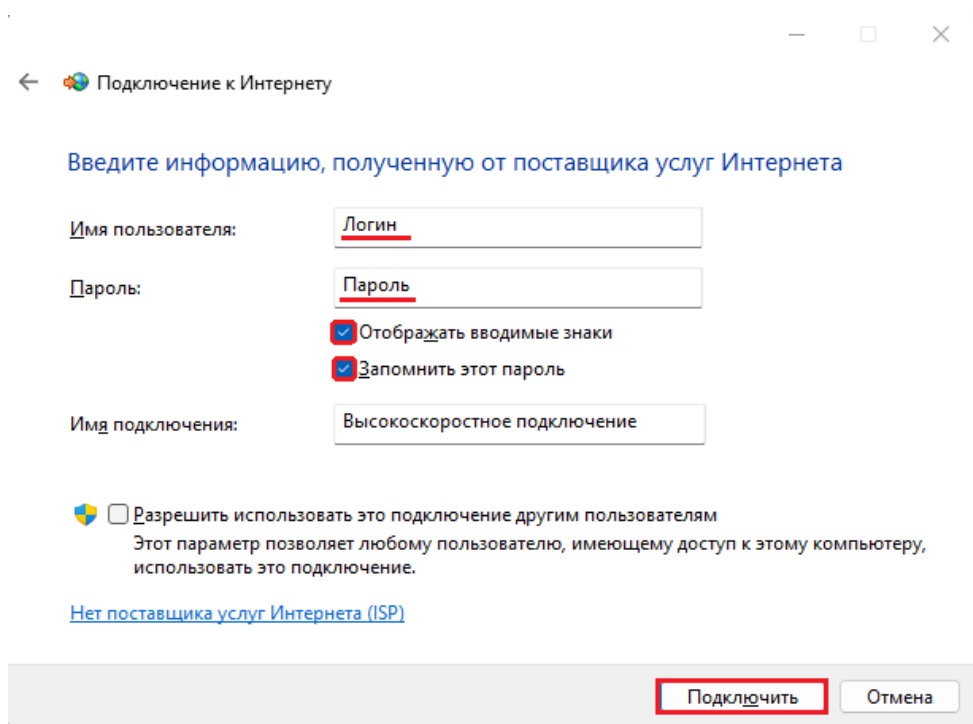 Подключение к Интернету
Введите информацию, полученную от поставщика услуг Интернета
Имя пользователя: Логин
Пароль: Пароль
Отображать вводимые знаки
Запомнить этот пароль
Имя подключения: Высокоскоростное подключение
Разрешить использовать это подключение другим пользователям
Этот параметр позволяет любому пользователю, имеющему доступ к этому компьютеру,
использовать это подключение.
Нет поставщика услуг Интернета (ISP)
Подключить Отмена